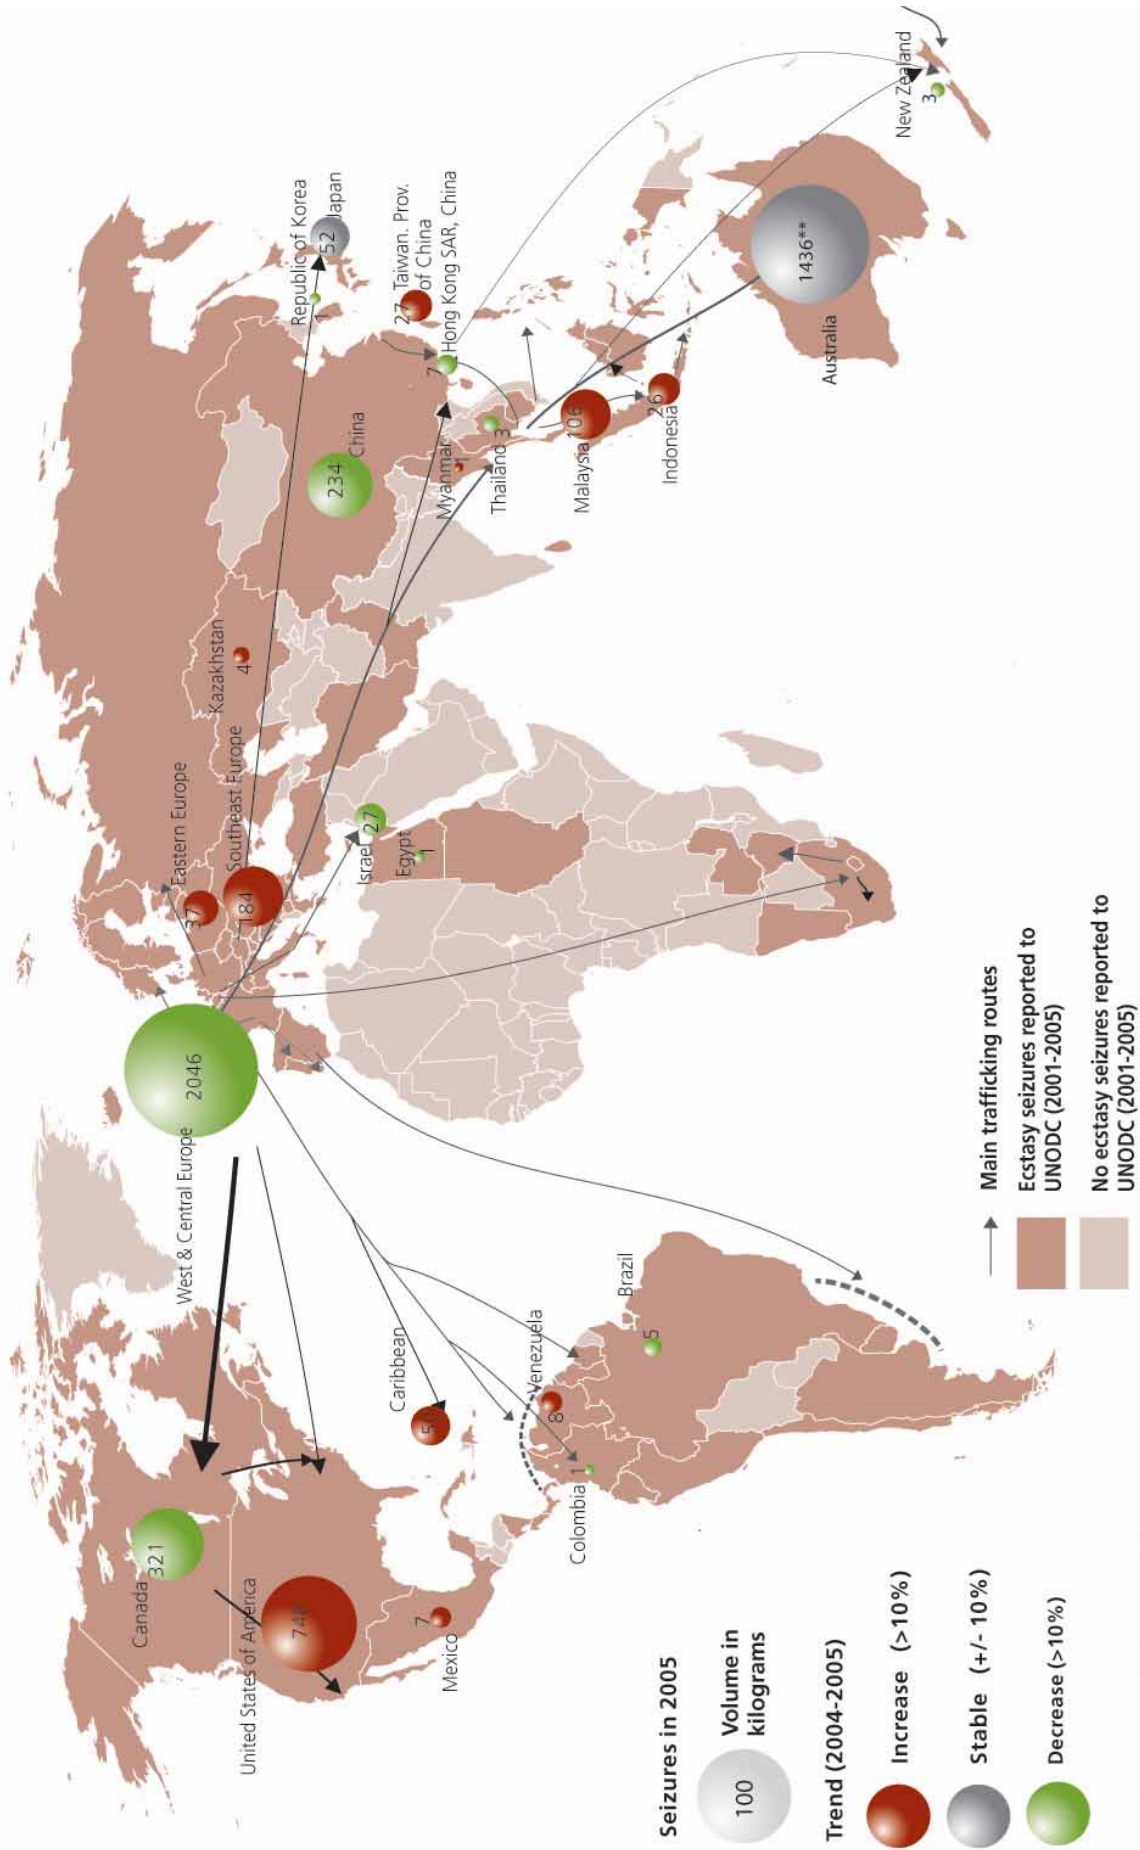 Canada
321
United States of America
748
Mexico
7
Caribbean
Venezuela
8
Colombia
1
Brazil
5
West & Central Europe
2046
Eastern Europe
37
Southeast Europe
184
Israel
27
Egypt
1
Kazakhstan
4
China
234
Republic of Korea
1
Japan
52
27
Taiwan. Prov.
of China
7
Hong Kong SAR, China
Myanmar
1
Thailand
3
Malaysia
106
Indonesia
26
Australia
1436**
New Zealand
3
Seizures in 2005
100
Volume in
kilograms
Trend (2004-2005)
Increase (>10%)
Stable (+/- 10%)
Decrease (>10%)
Main trafficking routes
Ecstasy seizures reported to
UNODC (2001-2005)
No ecstasy seizures reported to
UNODC (2001-2005)